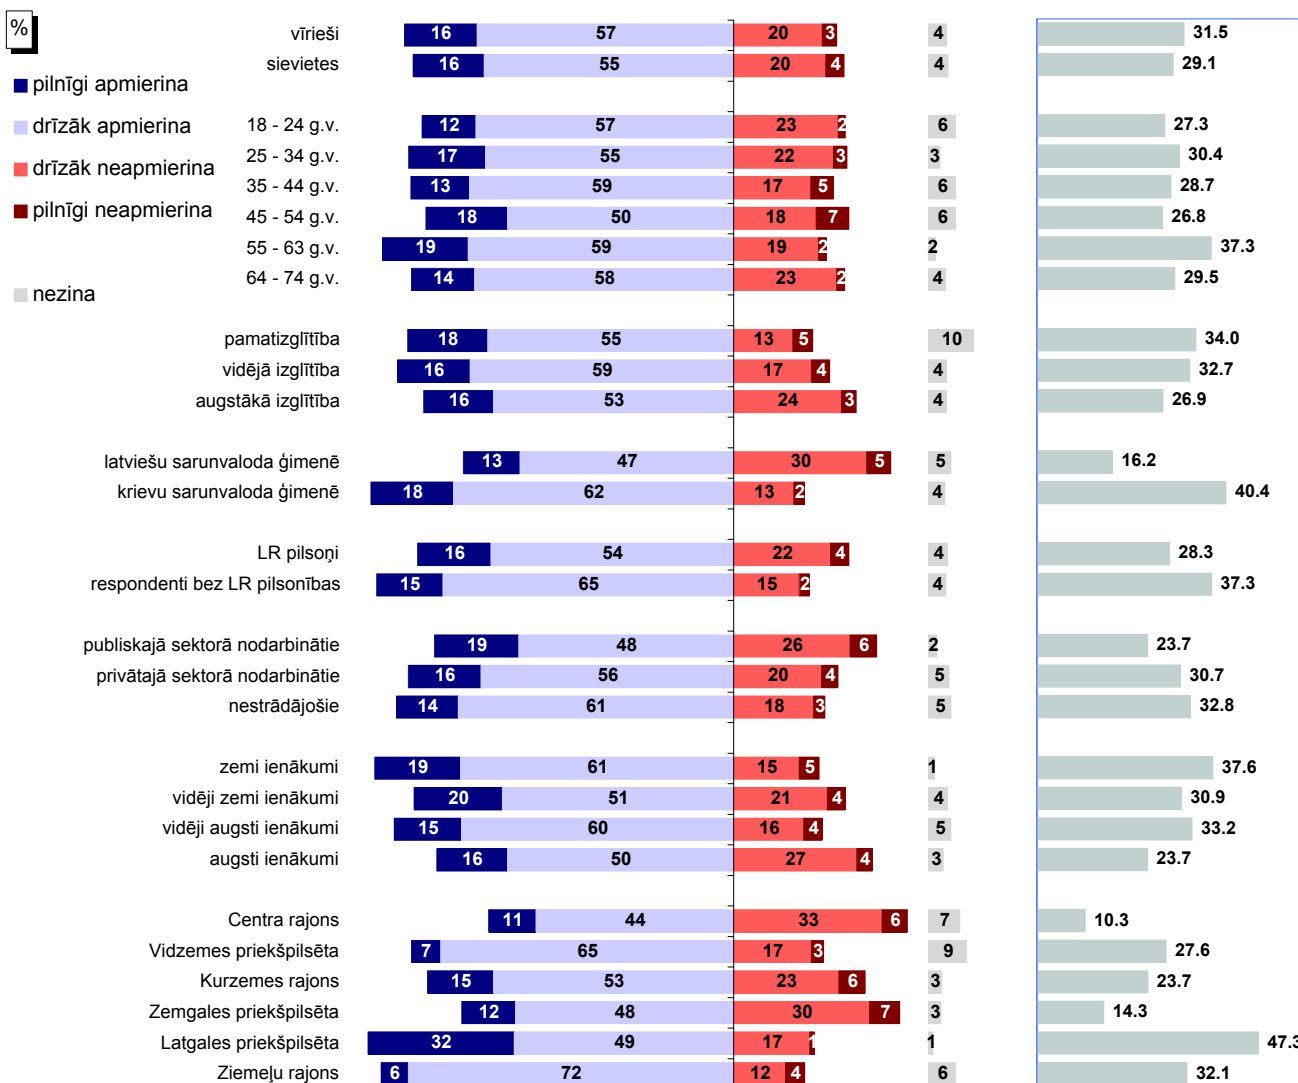 %
pilnīgi apmierina
drīzāk apmierina
drīzāk neapmierina
pilnīgi neapmierina
nezina
vīrieši 16 57 20 3 4 31.5
sievietes 16 55 20 4 4 29.1
18 - 24 g.v. 12 57 23 2 6 27.3
25 - 34 g.v. 17 55 22 3 3 30.4
35 - 44 g.v. 13 59 17 5 6 28.7
45 - 54 g.v. 18 50 18 7 6 26.8
55 - 63 g.v. 19 59 19 2 2 37.3
64 - 74 g.v. 14 58 23 2 4 29.5
pamatizglītība 18 55 13 5 10 34.0
vidējā izglītība 16 59 17 4 4 32.7
augstākā izglītība 16 53 24 3 4 26.9
latviešu sarunvaloda ģimenē 13 47 30 5 5 16.2
krievu sarunvaloda ģimenē 18 62 13 2 4 40.4
LR pilsoņi 16 54 22 4 4 28.3
respondenti bez LR pilsonības 15 65 15 2 4 37.3
publiskajā sektorā nodarbinātie 19 48 26 6 2 23.7
privātajā sektorā nodarbinātie 16 56 20 4 5 30.7
nestrādājošie 14 61 18 3 5 32.8
zemi ienākumi 19 61 15 5 1 37.6
vidēji zemi ienākumi 20 51 21 4 4 30.9
vidēji augsti ienākumi 15 60 16 4 5 33.2
augsti ienākumi 16 50 27 4 3 23.7
Centra rajons 11 44 33 6 7 10.3
Vidzemes priekšpilsēta 7 65 17 3 9 27.6
Kurzemes rajons 15 53 23 6 3 23.7
Zemgales priekšpilsēta 12 48 30 7 3 14.3
Latgales priekšpilsēta 32 49 17 1 1 47.3
Ziemeļu rajons 6 72 12 4 6 32.1